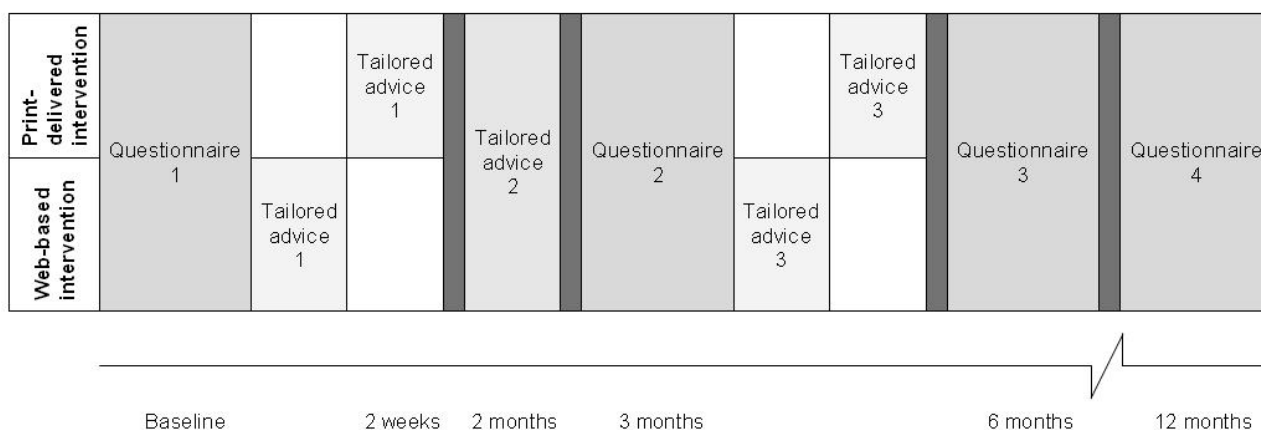 Print-
delivered
intervention
Web-based
intervention
Questionnaire
1
Tailored
advice
1
Tailored
advice
1
Tailored
advice
2
Questionnaire
2
Tailored
advice
3
Tailored
advice
3
Questionnaire
3
Questionnaire
4
Baseline
2 weeks
2 months
3 months
6 months
12 months